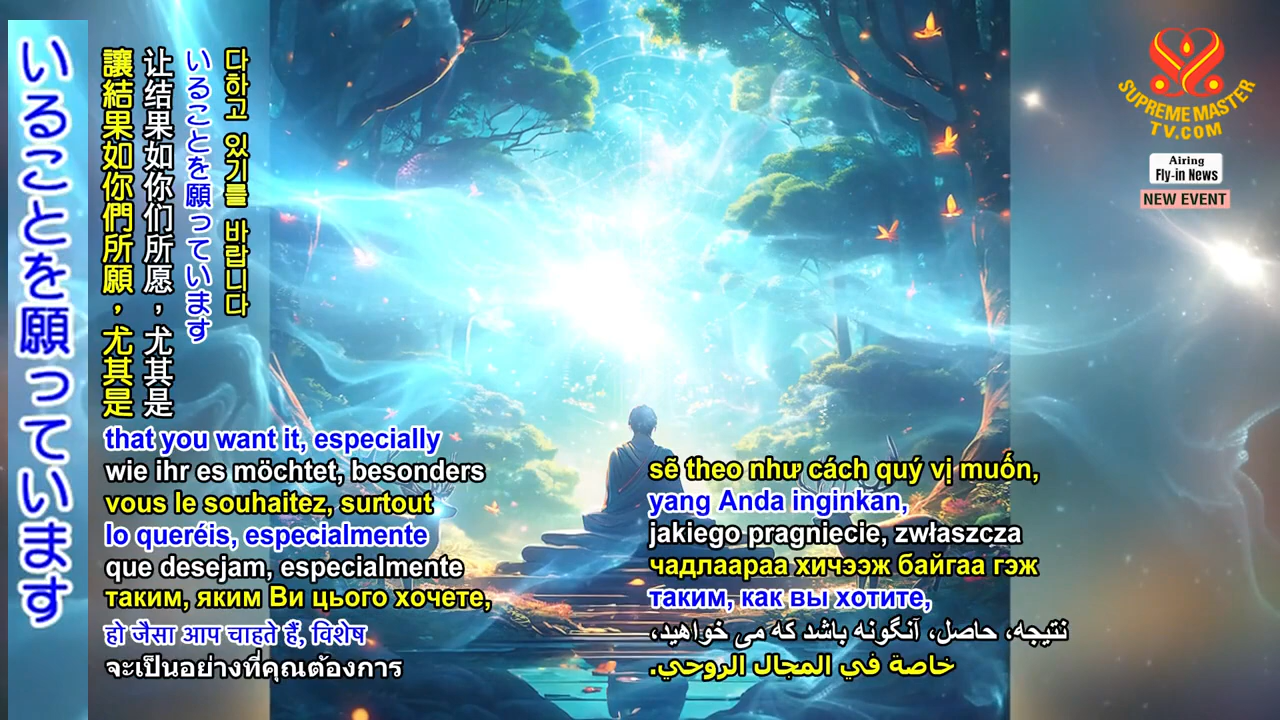 いることを願っています
讓結果如你們所願，尤其是
让结果如你们所愿，尤其是
いることを願っています
다하고 있기를 바랍니다
that you want it, especially
wie ihr es möchtet, besonders
vous le souhaitez, surtout
lo queréis, especialmente
que desejam, especialmente
таким, яким Ви цього хочете,
हो जैसा आप चाहते हैं, विशेष
จะเป็นอย่างที่คุณต้องการ
sẽ theo như cách quý vị muốn,
yang Anda inginkan,
jakiego pragniecie, zwłaszcza
чадлаараа хичээж байгаа гэж
таким, как вы хотите,
نتیجه، حاصل، آنگونه باشد که می خواهید،
خاصة في المجال الروحي.
SUPREME MASTER
TV.COM
Airing
Fly-in News
NEW EVENT